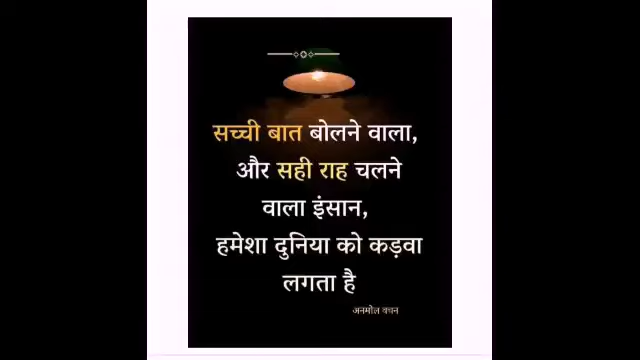 सच्ची बात बोलने वाला,
और सही राह चलने
वाला इंसान,
हमेशा दुनिया को कड़वा
लगता है
अनमोल वचन